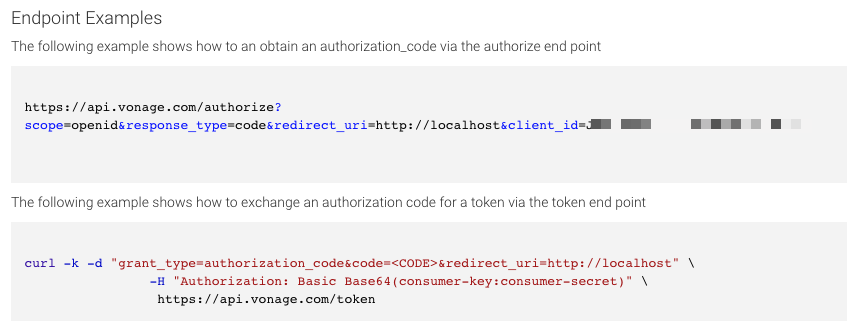 Endpoint Examples
The following example shows how to an obtain an authorization_code via the authorize end point
https://api.vonage.com/authorize?
scope=openid&response_type=code&redirect_uri=http://localhost&client_id=
The following example shows how to exchange an authorization code for a token via the token end point
curl -k -d "grant_type=authorization_code&code=<CODE>&redirect_uri=http://localhost" \
-H "Authorization: Basic Base64(consumer-key:consumer-secret)" \
https://api.vonage.com/token